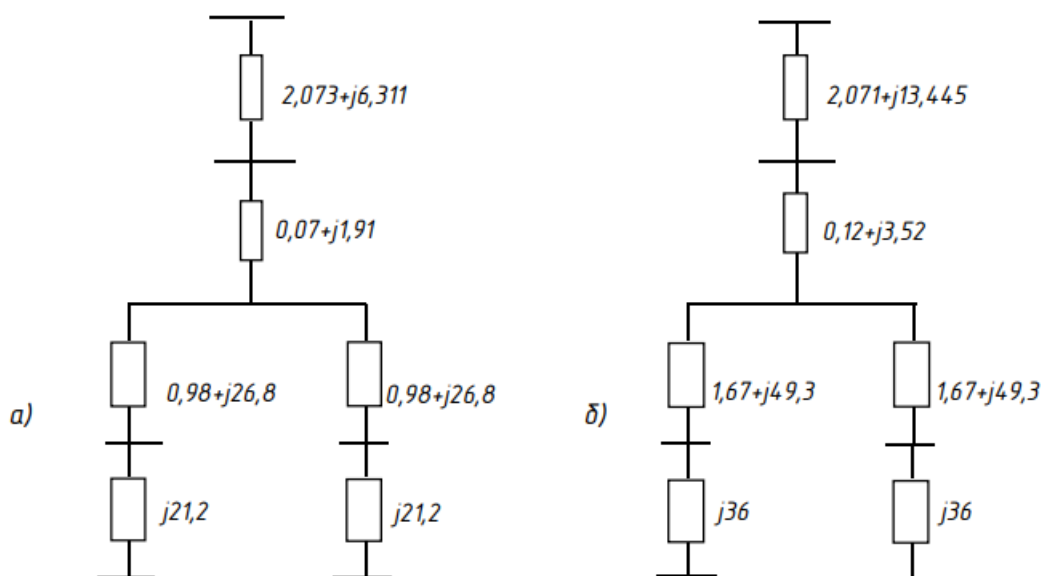 2,073+j6,311
0,07+j1,91
0,98+j26,8
0,98+j26,8
а)
j21,2
j21,2
2,071+j13,445
0,12+j3,52
1,67+j49,3
1,67+j49,3
б)
j36
j36